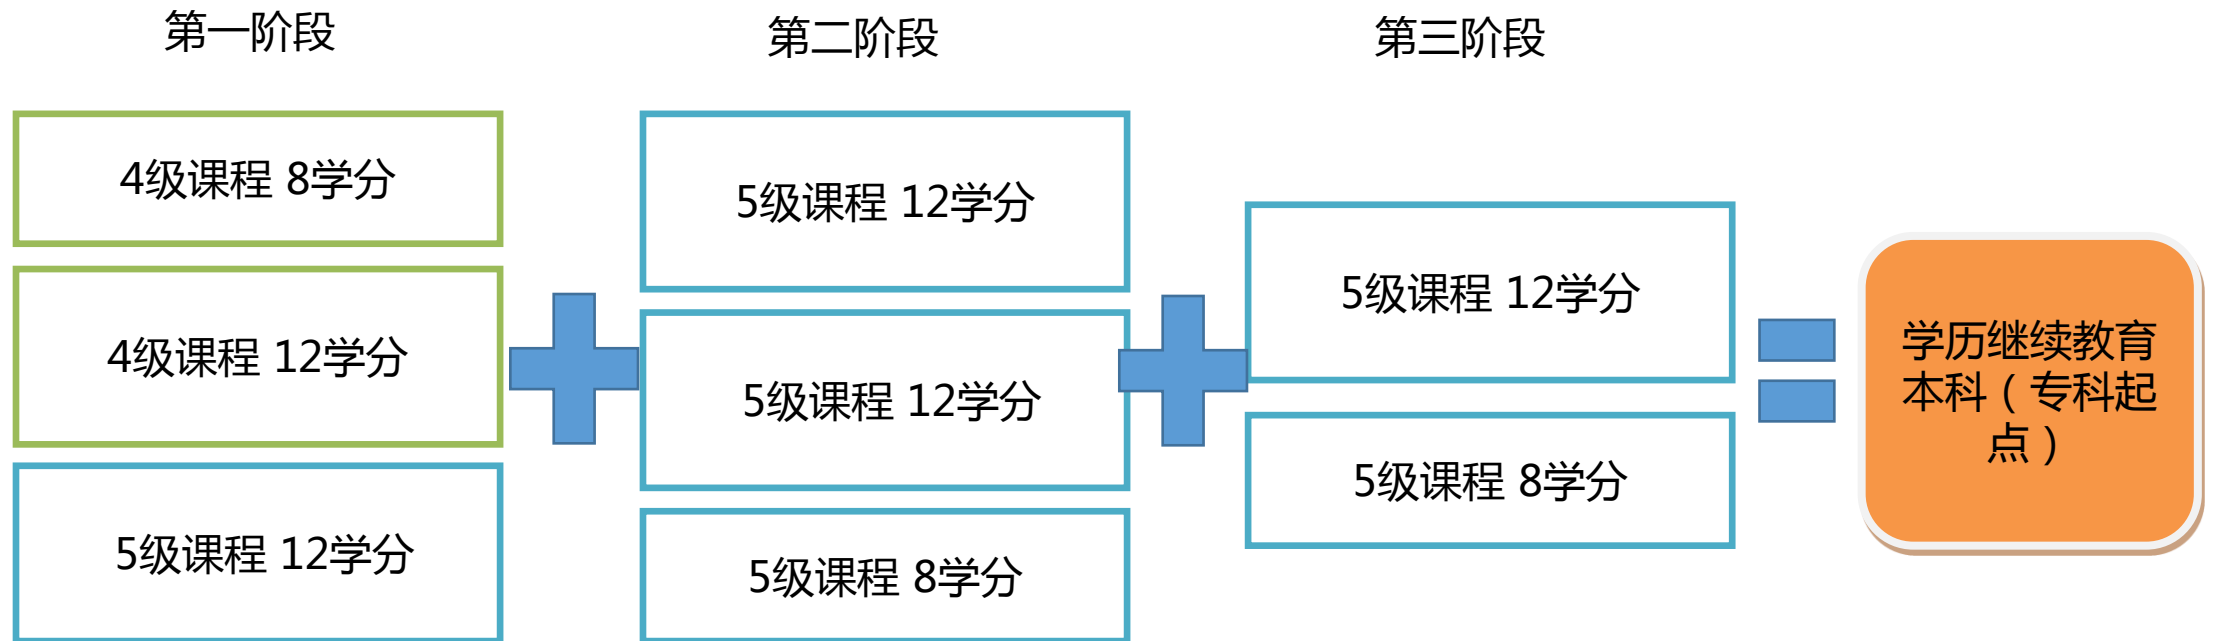 第一阶段
第二阶段
第三阶段
4级课程 8学分
4级课程 12学分
5级课程 12学分
5级课程 12学分
5级课程 12学分
5级课程 8学分
5级课程 12学分
5级课程 8学分
学历继续教育
本科（专科起
点）